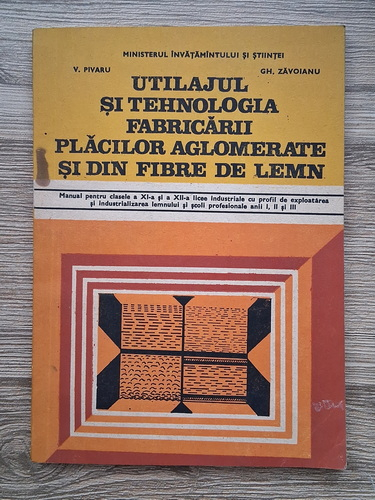 MINISTERUL ÎNVĂŢĂMÎNTULUI ŞI ŞTIINŢEI
V. PIVARU GH. ZĂVOIANU
UTILAJUL
ŞI TEHNOLOGIA
FABRICĂRII
PLĂCILOR AGLOMERATE
ŞI DIN FIBRE DE LEMN
Manual pentru clasele a XI-a şi a XII-a licee industriale cu profil de exploatarea
şi industrializarea lemnului şi şcoli profesionale anii I, II şi III